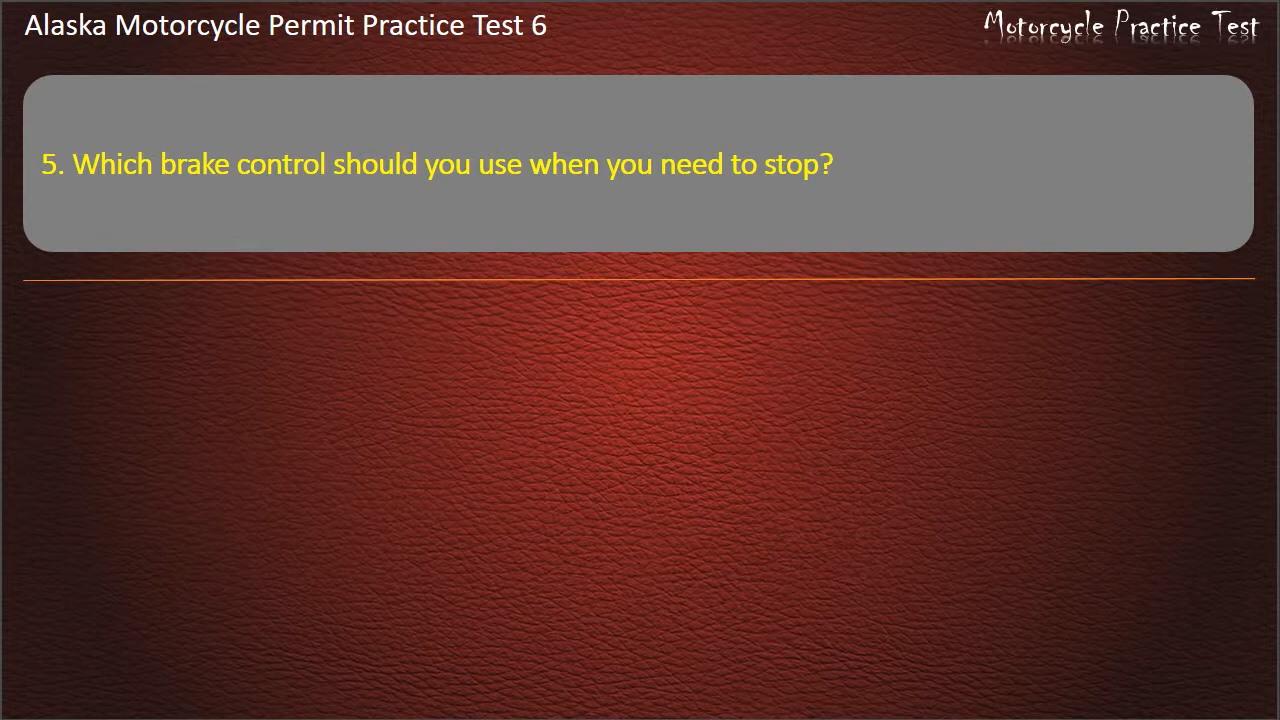 Alaska Motorcycle Permit Practice Test 6
Motorcycle Practice Test
5. Which brake control should you use when you need to stop?